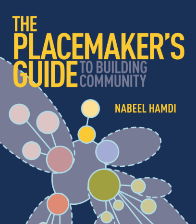 THE
PLACEMAKER'S
GUIDE TO BUILDING
COMMUNITY
NABEEL HAMDI